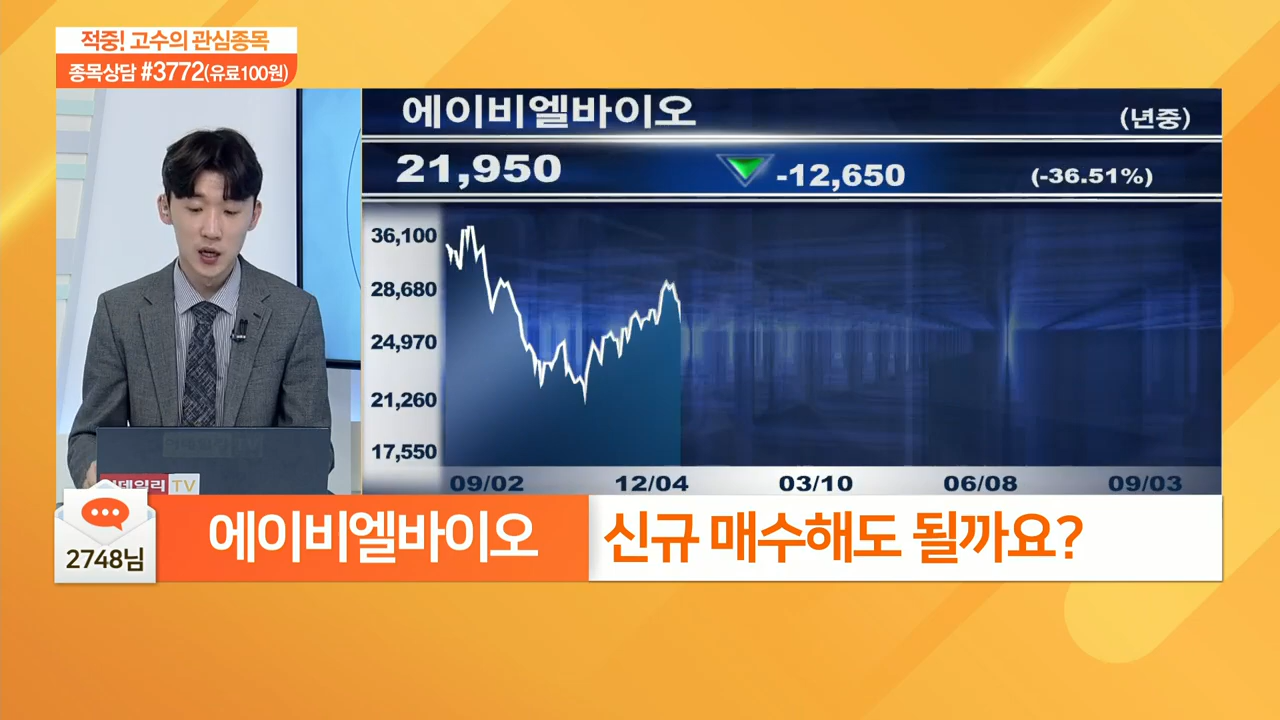 적중! 고수의 관심종목
종목상담 #3772(유료100원)
에이비엘바이오
(년중)
21,950
-12,650
(-36.51%)
36,100
28,680
24,970
21,260
17,550
09/02
12/04
03/10
06/08
09/03
이데일리 TV
2748님
에이비엘바이오
신규 매수해도 될까요?